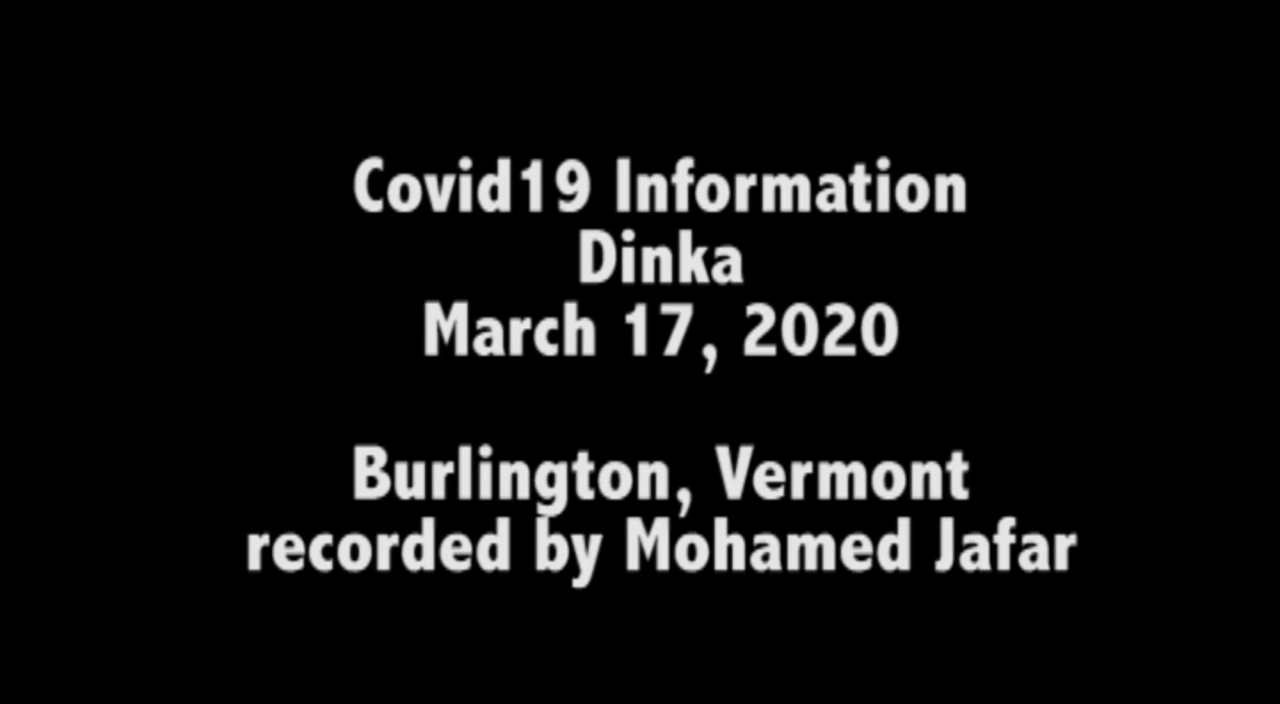 Covid19 Information
Dinka
March 17, 2020
Burlington, Vermont
recorded by Mohamed Jafar